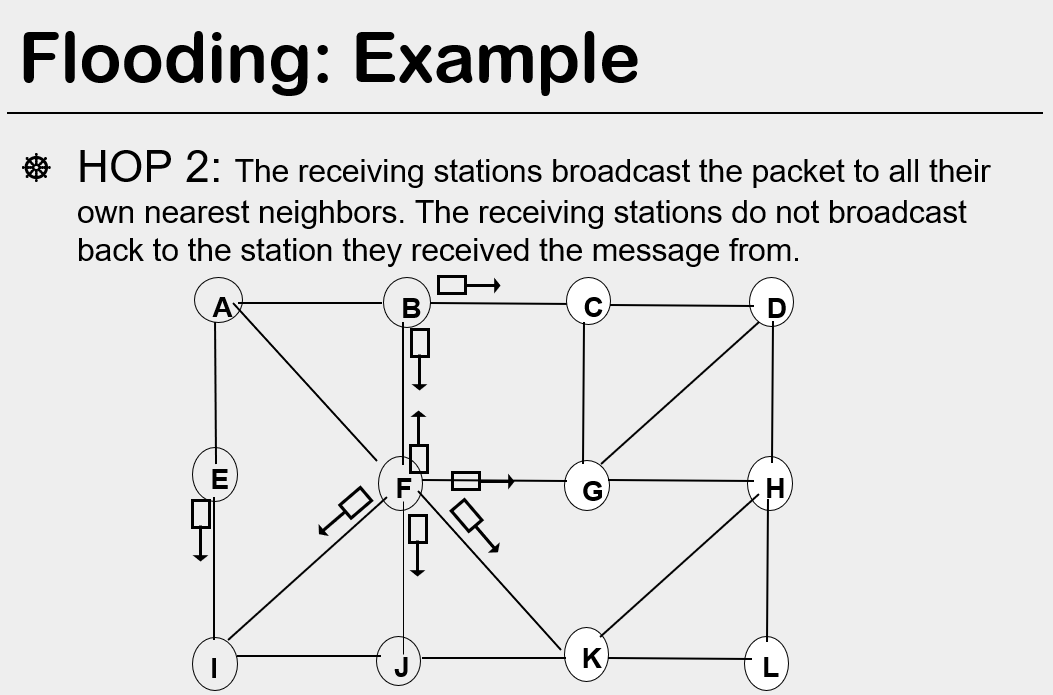 Flooding: Example
HOP 2: The receiving stations broadcast the packet to all their
own nearest neighbors. The receiving stations do not broadcast
back to the station they received the message from.
A B C D
E F G H
I J K L